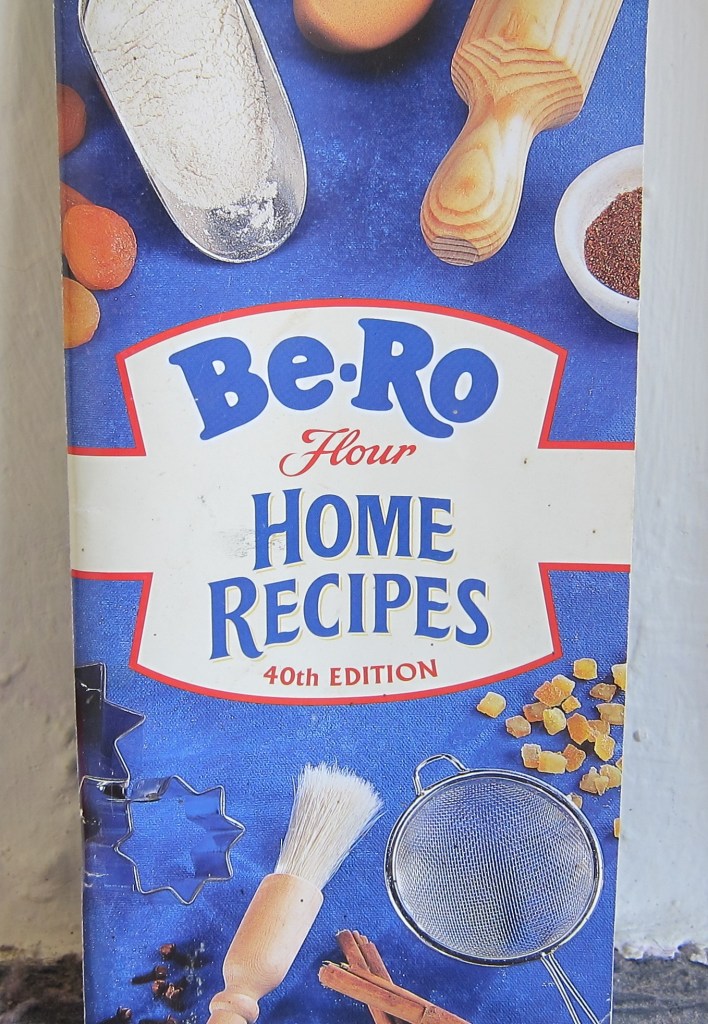 Be-Ro
Flour
HOME
RECIPES
40th EDITION